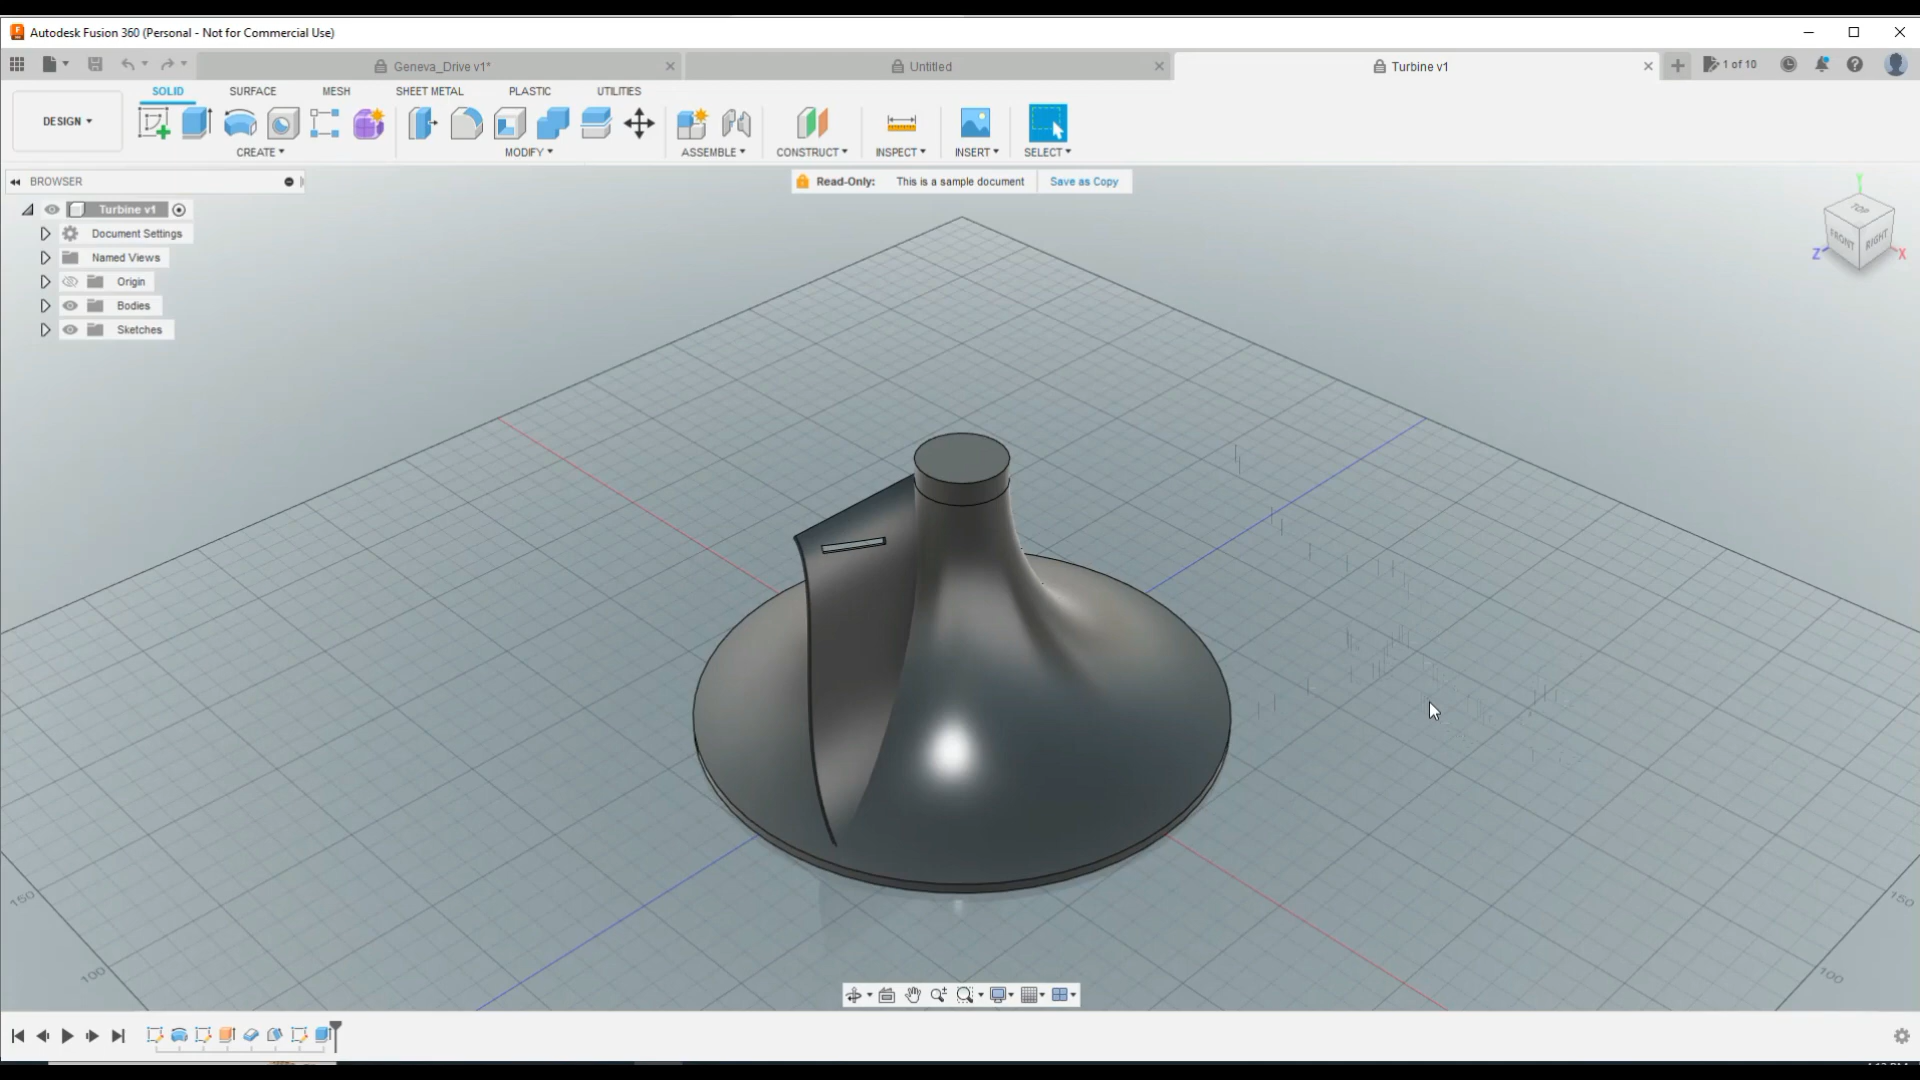 Autodesk Fusion 360 (Personal - Not for Commercial Use)
Geneva_Drive v1*
Untitled
Turbine v1
1 of 10
DESIGN
SOLID
SURFACE
MESH
SHEET METAL
PLASTIC
UTILITIES
CREATE
MODIFY
ASSEMBLE
CONSTRUCT
INSPECT
INSERT
SELECT
BROWSER
Read-Only: This is a sample document
Save as Copy
Turbine v1
Document Settings
Named Views
Origin
Bodies
Sketches
Y
TOP
FRONT
RIGHT
Z
X
150
100
150
100